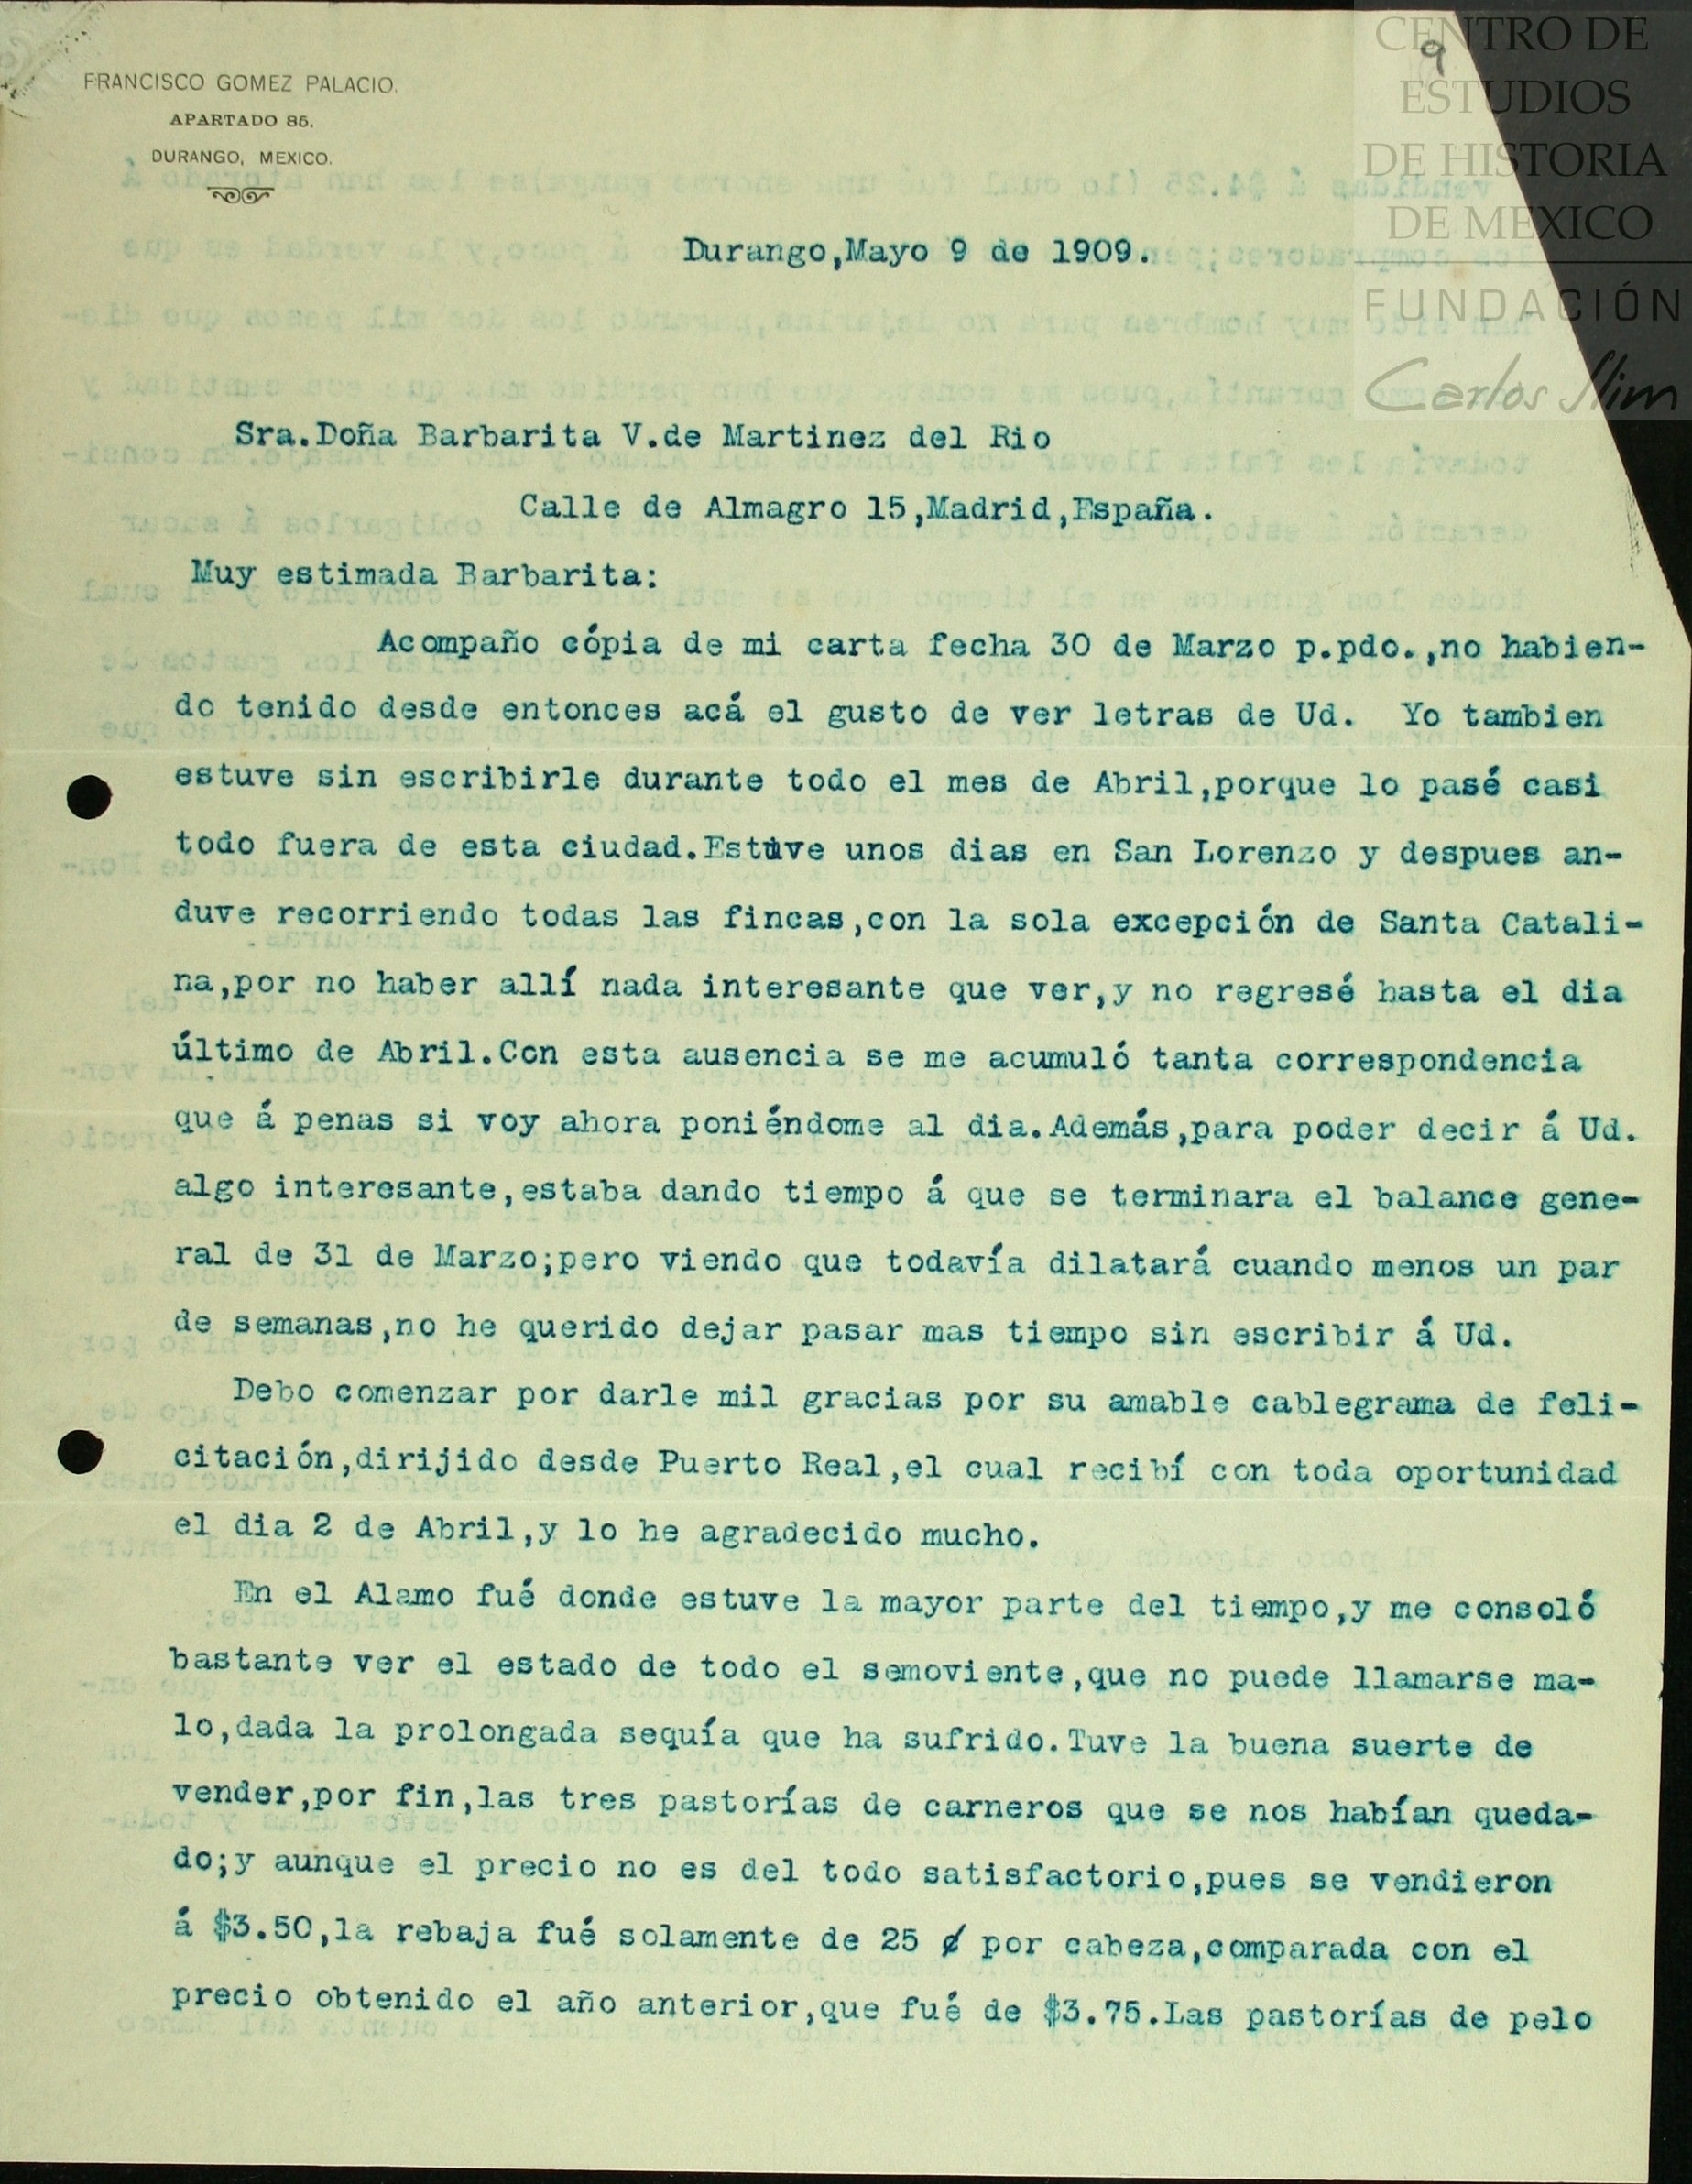 FRANCISCO GOMEZ PALACIO.
APARTADO 85.
DURANGO, MEXICO.
9
CENTRO DE
ESTUDIOS
DE HISTORIA
DE MEXICO
FUNDACIÓN
Carlos Slim
Durango,Mayo 9 de 1909.
Sra.Doña Barbarita V.de Martinez del Rio
Calle de Almagro 15,Madrid,España.
Muy estimada Barbarita:
Acompaño cópia de mi carta fecha 30 de Marzo p.pdo.,no habien-
do tenido desde entonces acá el gusto de ver letras de Ud. Yo tambien
estuve sin escribirle durante todo el mes de Abril,porque lo pasé casi
todo fuera de esta ciudad.Estuve unos dias en San Lorenzo y despues an-
duve recorriendo todas las fincas,con la sola excepción de Santa Catali-
na,por no haber allí nada interesante que ver,y no regresé hasta el dia
último de Abril.Con esta ausencia se me acumuló tanta correspondencia
que á penas si voy ahora poniéndome al dia.Además,para poder decir á Ud.
algo interesante,estaba dando tiempo á que se terminara el balance gene-
ral de 31 de Marzo;pero viendo que todavía dilatará cuando menos un par
de semanas,no he querido dejar pasar mas tiempo sin escribir á Ud.
Debo comenzar por darle mil gracias por su amable cablegrama de feli-
citación,dirijido desde Puerto Real,el cual recibí con toda oportunidad
el dia 2 de Abril,y lo he agradecido mucho.
En el Alamo fué donde estuve la mayor parte del tiempo,y me consoló
bastante ver el estado de todo el semoviente,que no puede llamarse ma-
lo,dada la prolongada sequía que ha sufrido.Tuve la buena suerte de
vender,por fin,las tres pastorías de carneros que se nos habían queda-
do;y aunque el precio no es del todo satisfactorio,pues se vendieron
á $3.50,la rebaja fué solamente de 25 ¢ por cabeza,comparada con el
precio obtenido el año anterior,que fué de $3.75.Las pastorías de pelo